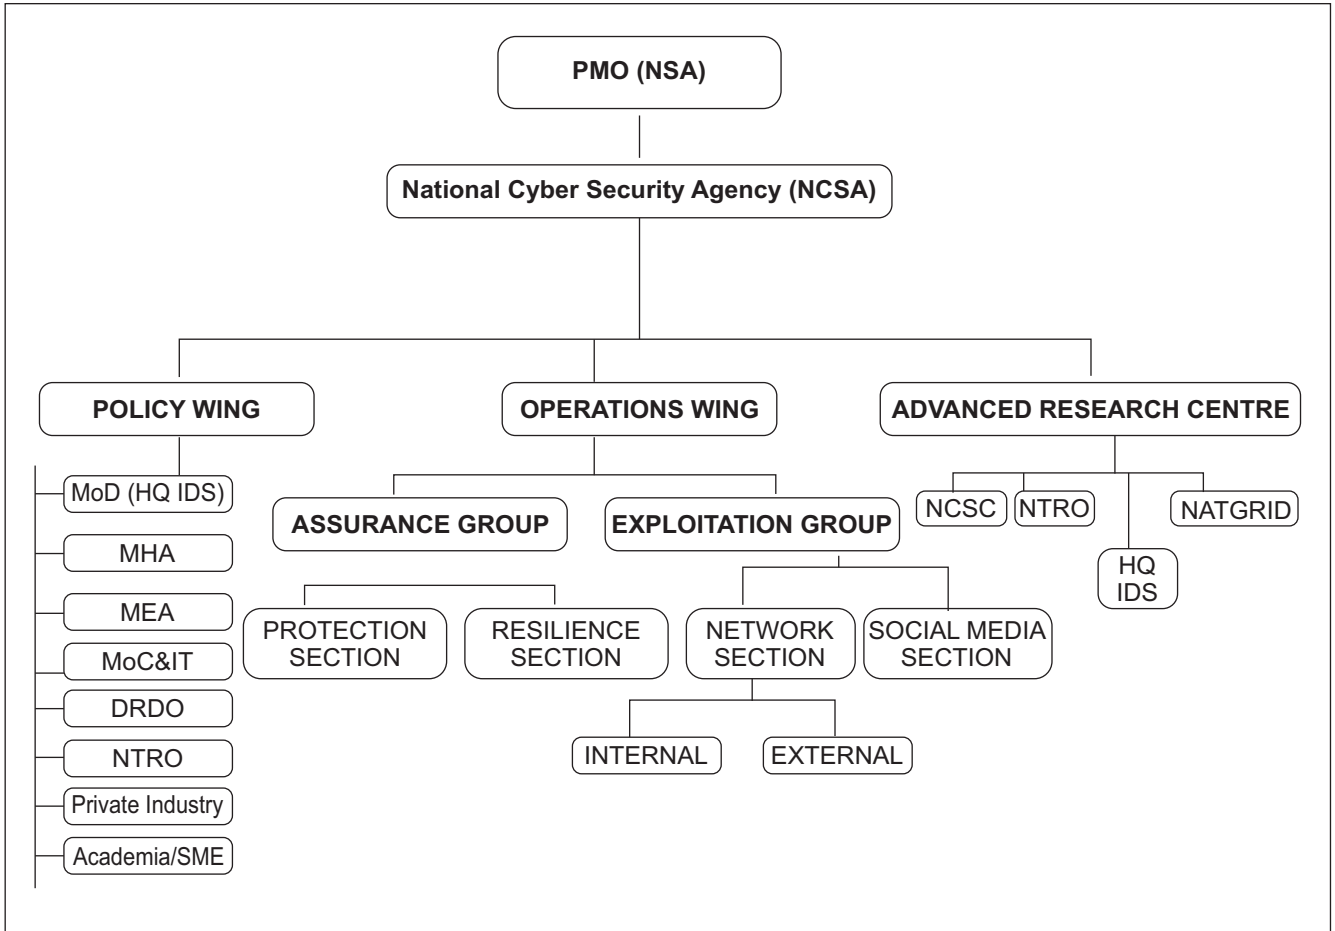 PMO (NSA)
National Cyber Security Agency (NCSA)
POLICY WING
OPERATIONS WING
ADVANCED RESEARCH CENTRE
MoD (HQ IDS)
MHA
MEA
MoC&IT
DRDO
NTRO
Private Industry
Academia/SME
ASSURANCE GROUP
EXPLOITATION GROUP
PROTECTION
SECTION
RESILIENCE
SECTION
NETWORK
SECTION
SOCIAL MEDIA
SECTION
INTERNAL
EXTERNAL
NCSC
NTRO
HQ
IDS
NATGRID